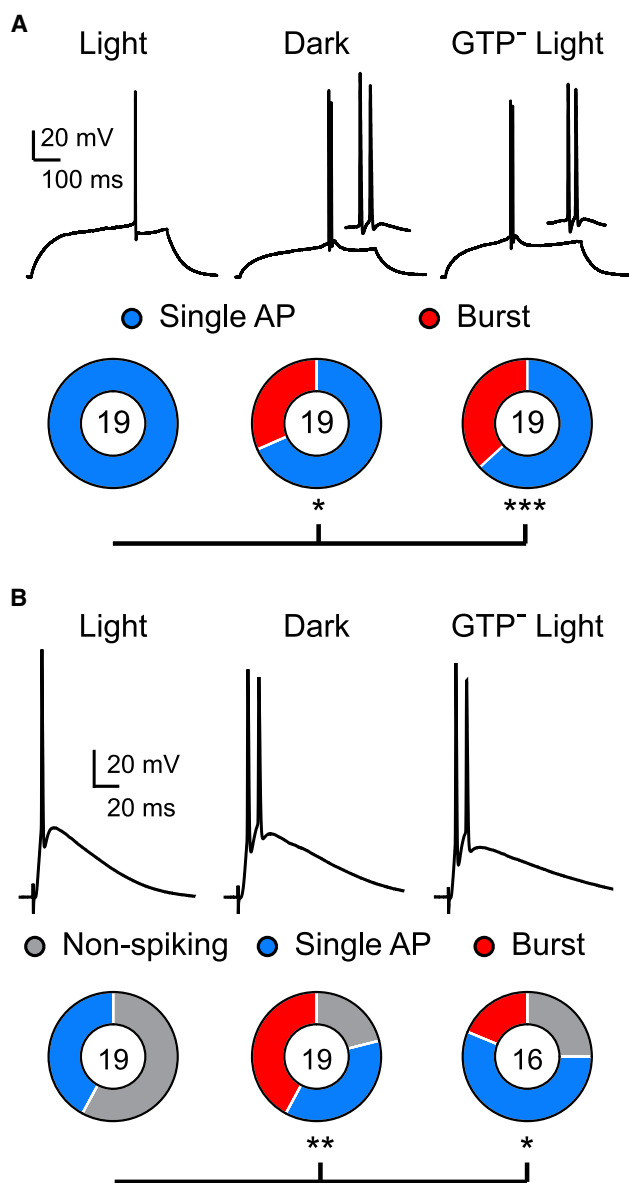 A
Light Dark GTP⁻ Light
20 mV
100 ms
Single AP Burst
19 19 19
* ***
B
Light Dark GTP⁻ Light
20 mV
20 ms
Non-spiking Single AP Burst
19 19 16
** *